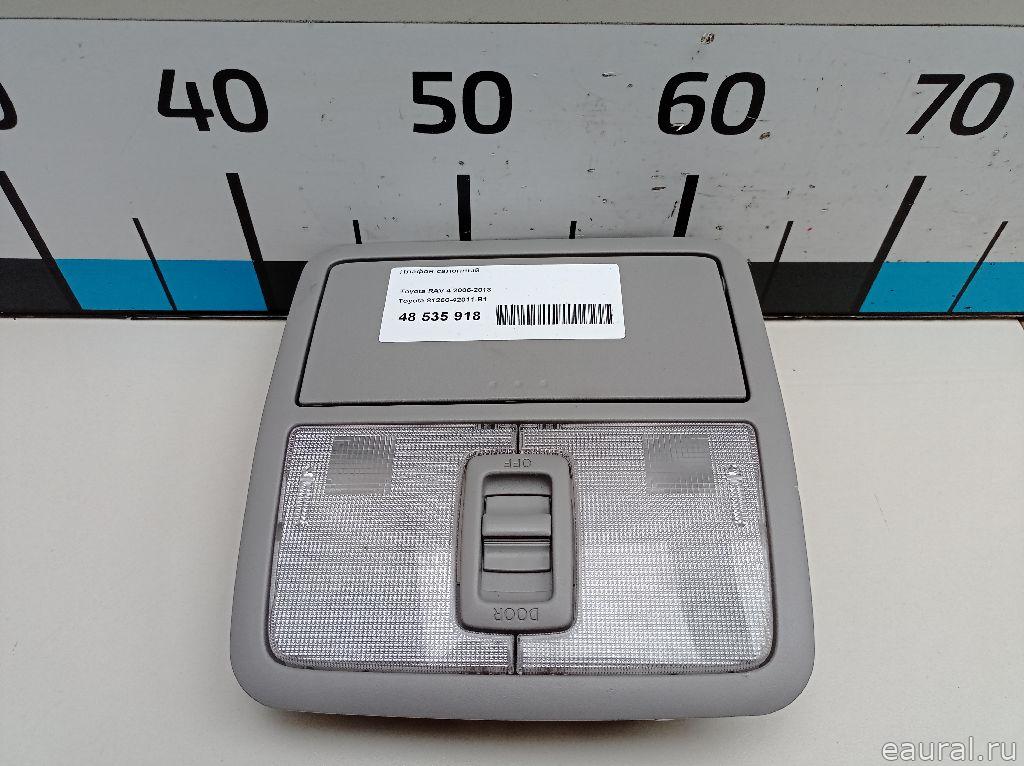 40 50 60 70
Плафон салонный
Toyota RAV 4 2006-2013
Toyota 81260-42011-B1
48 535 918
OFF
DOOR
eaural.ru